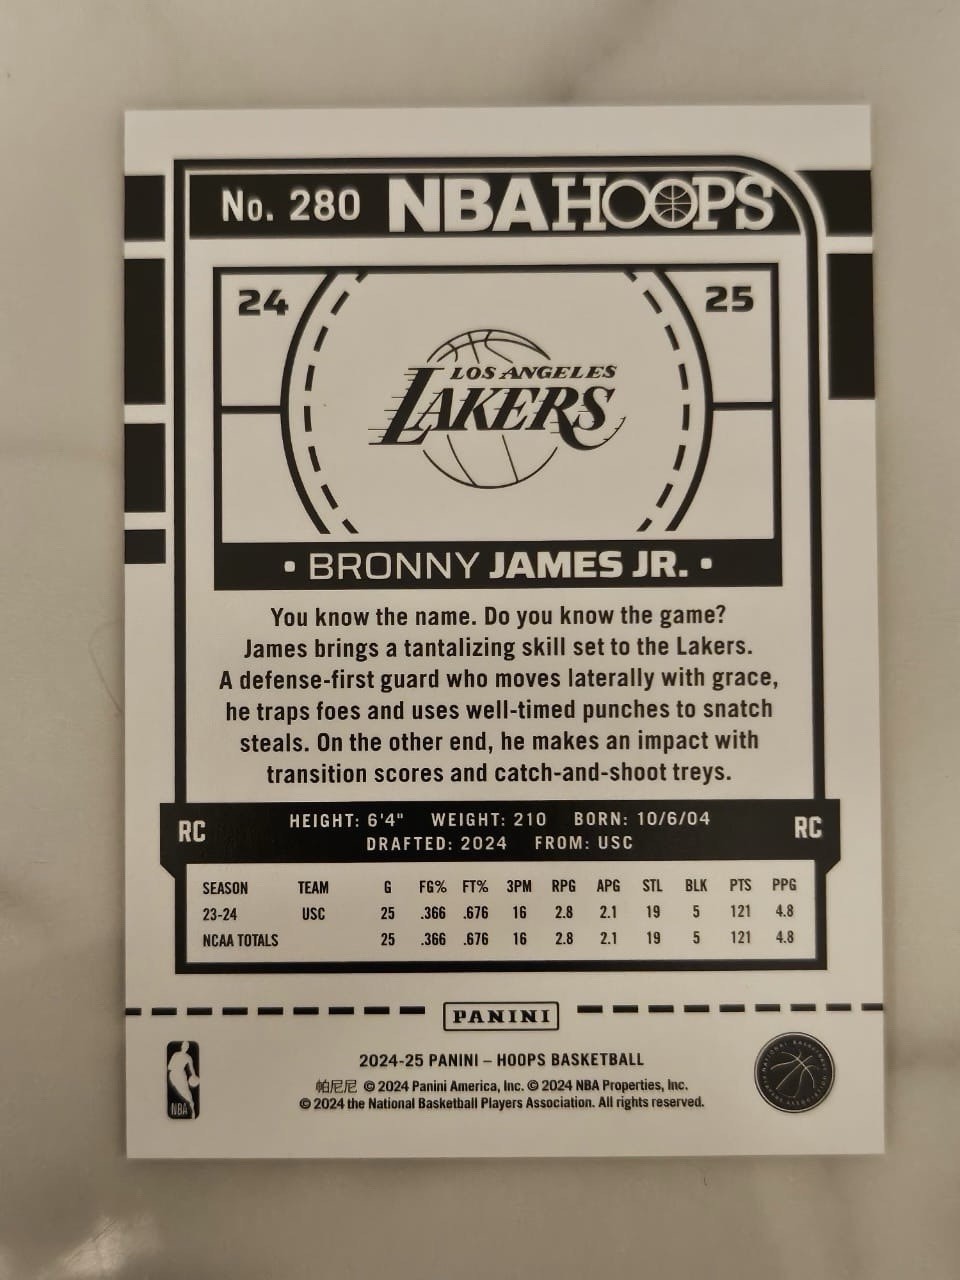 No. 280 NBA HOOPS
24 25
LOS ANGELES
LAKERS
• BRONNY JAMES JR. •
You know the name. Do you know the game?
James brings a tantalizing skill set to the Lakers.
A defense-first guard who moves laterally with grace,
he traps foes and uses well-timed punches to snatch
steals. On the other end, he makes an impact with
transition scores and catch-and-shoot treys.
RC HEIGHT: 6'4" WEIGHT: 210 BORN: 10/6/04 RC
DRAFTED: 2024 FROM: USC
SEASON TEAM G FG% FT% 3PM RPG APG STL BLK PTS PPG
23-24 USC 25 .366 .676 16 2.8 2.1 19 5 121 4.8
NCAA TOTALS 25 .366 .676 16 2.8 2.1 19 5 121 4.8
PANINI
2024-25 PANINI – HOOPS BASKETBALL
帕尼尼 © 2024 Panini America, Inc. © 2024 NBA Properties, Inc.
© 2024 the National Basketball Players Association. All rights reserved.
NBA
NATIONAL BASKETBALL PLAYERS ASSOCIATION